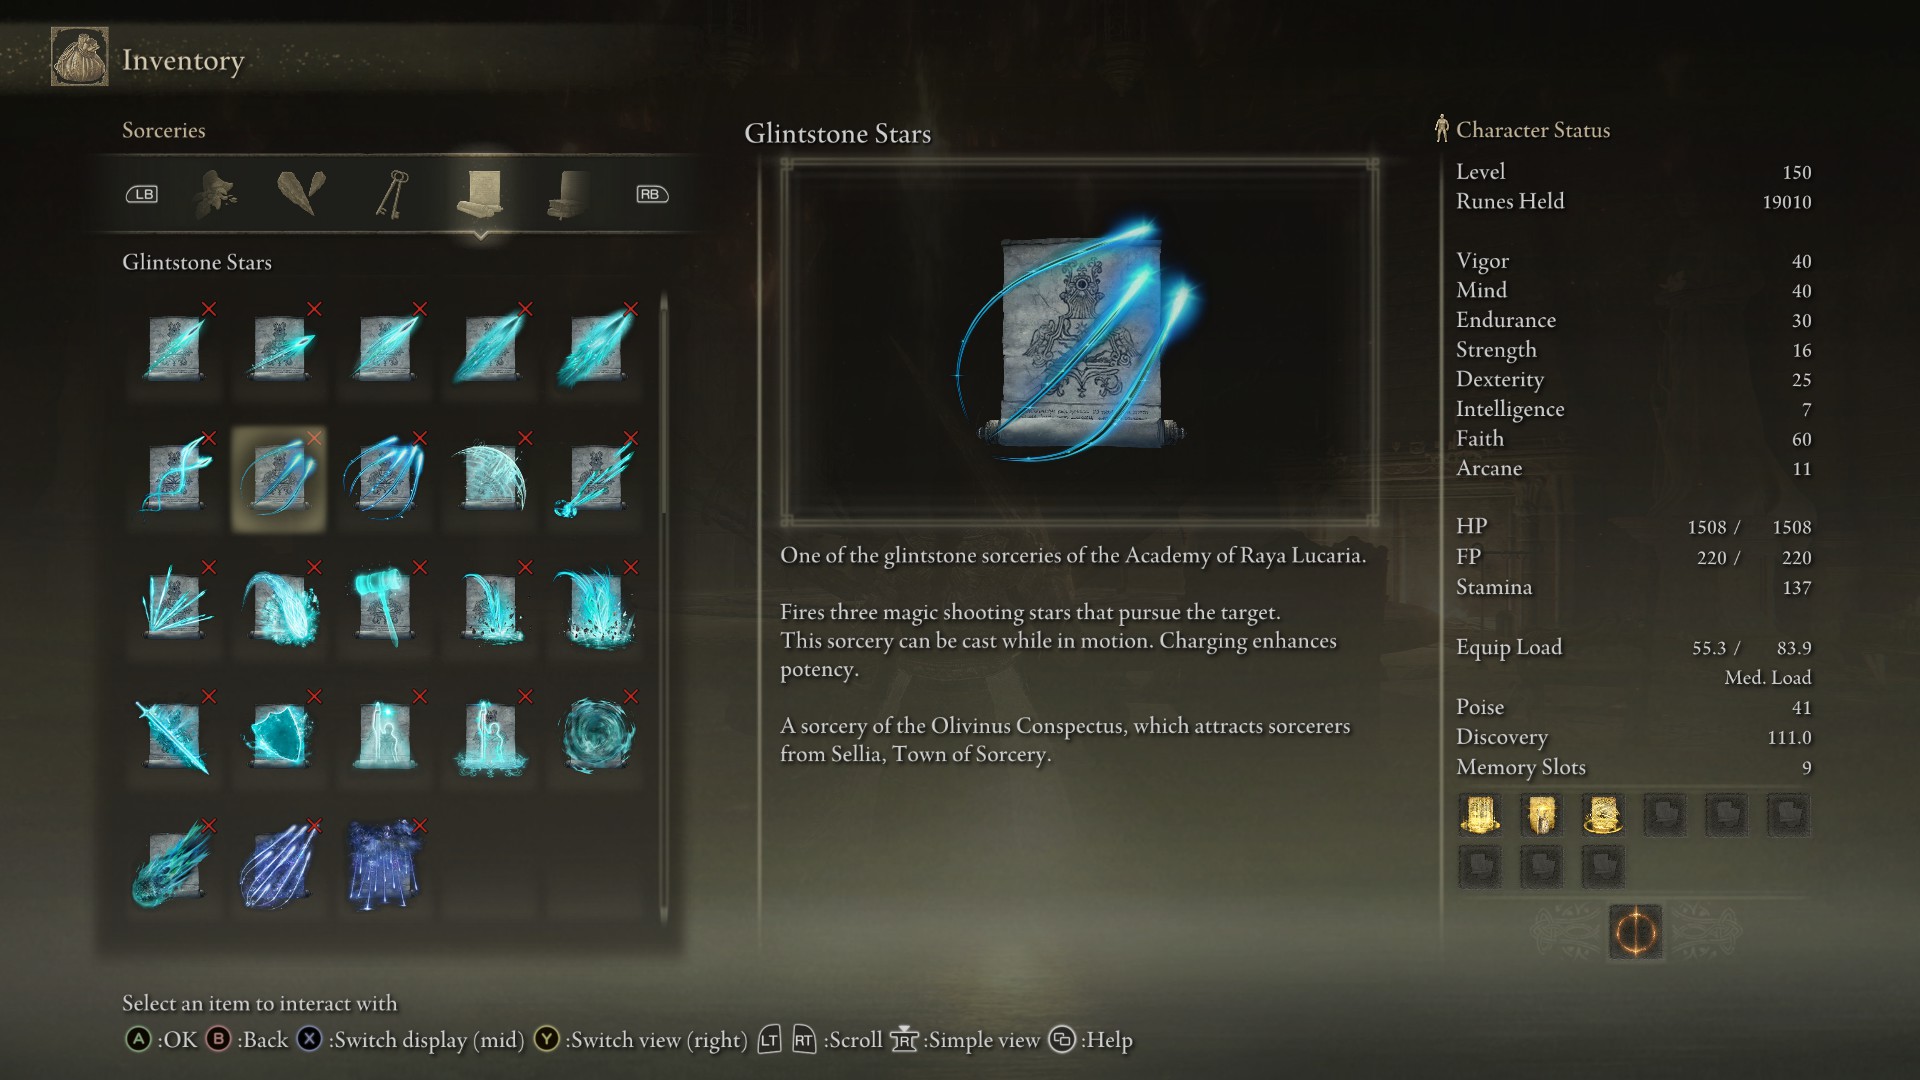 Inventory
Sorceries
LB
RB
Glintstone Stars
Glintstone Stars
One of the glintstone sorceries of the Academy of Raya Lucaria.
Fires three magic shooting stars that pursue the target.
This sorcery can be cast while in motion. Charging enhances
potency.
A sorcery of the Olivinus Conspectus, which attracts sorcerers
from Sellia, Town of Sorcery.
Character Status
Level 150
Runes Held 19010
Vigor 40
Mind 40
Endurance 30
Strength 16
Dexterity 25
Intelligence 7
Faith 60
Arcane 11
HP 1508 / 1508
FP 220 / 220
Stamina 137
Equip Load 55.3 / 83.9
Med. Load
Poise 41
Discovery 111.0
Memory Slots 9
Select an item to interact with
A :OK B :Back X :Switch display (mid) Y :Switch view (right) LT RT :Scroll R :Simple view :Help